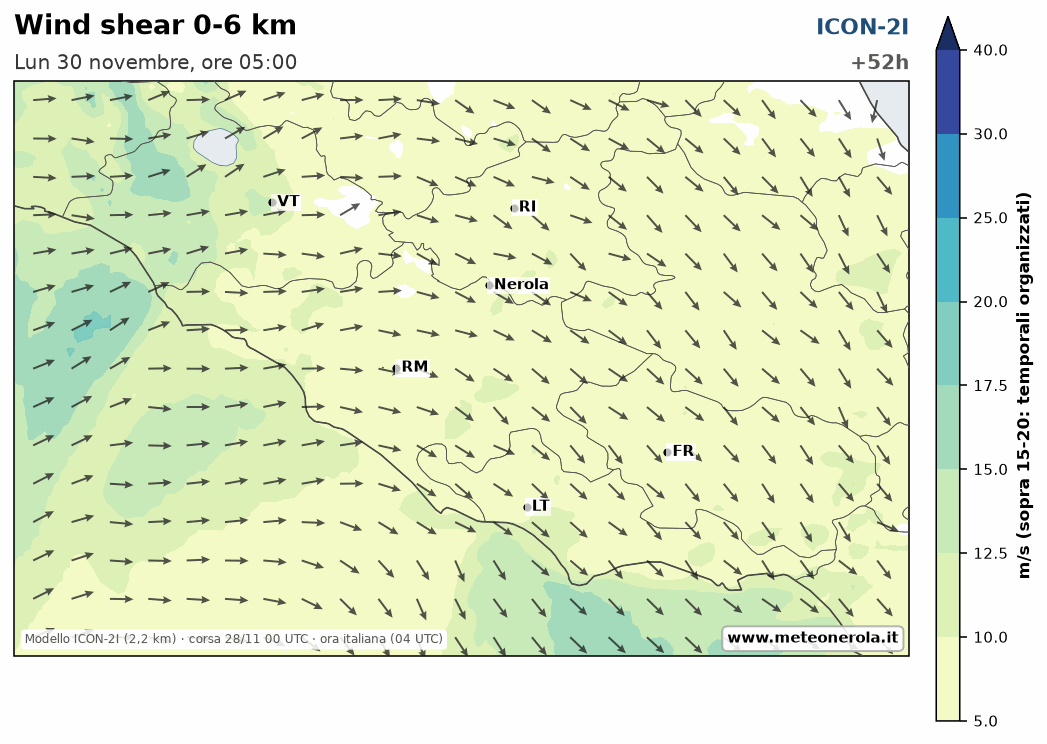 Wind shear 0-6 km
ICON-2I
Lun 30 novembre, ore 05:00
+52h
VT
RI
Nerola
RM
FR
LT
Modello ICON-2I (2,2 km) · corsa 28/11 00 UTC · ora italiana (04 UTC)
www.meteonerola.it
40.0
30.0
25.0
20.0
17.5
15.0
12.5
10.0
5.0
m/s (sopra 15-20: temporali organizzati)